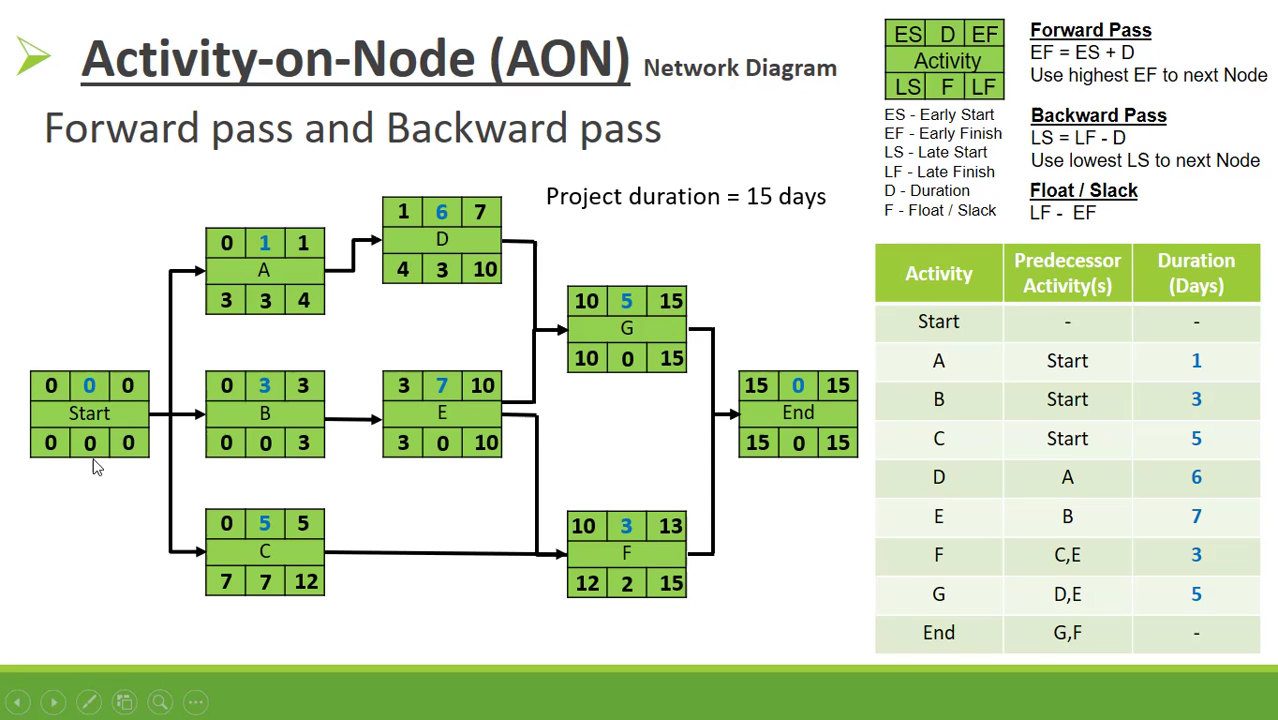 Activity-on-Node (AON) Network Diagram
Forward pass and Backward pass
Project duration = 15 days
ES D EF
Activity
LS F LF
ES - Early Start
EF - Early Finish
LS - Late Start
LF - Late Finish
D - Duration
F - Float / Slack
Forward Pass
EF = ES + D
Use highest EF to next Node
Backward Pass
LS = LF - D
Use lowest LS to next Node
Float / Slack
LF - EF
0 0 0
Start
0 0 0
0 1 1
A
3 3 4
0 3 3
B
0 0 3
0 5 5
C
7 7 12
1 6 7
D
4 3 10
3 7 10
E
3 0 10
10 5 15
G
10 0 15
10 3 13
F
12 2 15
15 0 15
End
15 0 15
Activity Predecessor Activity(s) Duration (Days)
Start - -
A Start 1
B Start 3
C Start 5
D A 6
E B 7
F C,E 3
G D,E 5
End G,F -